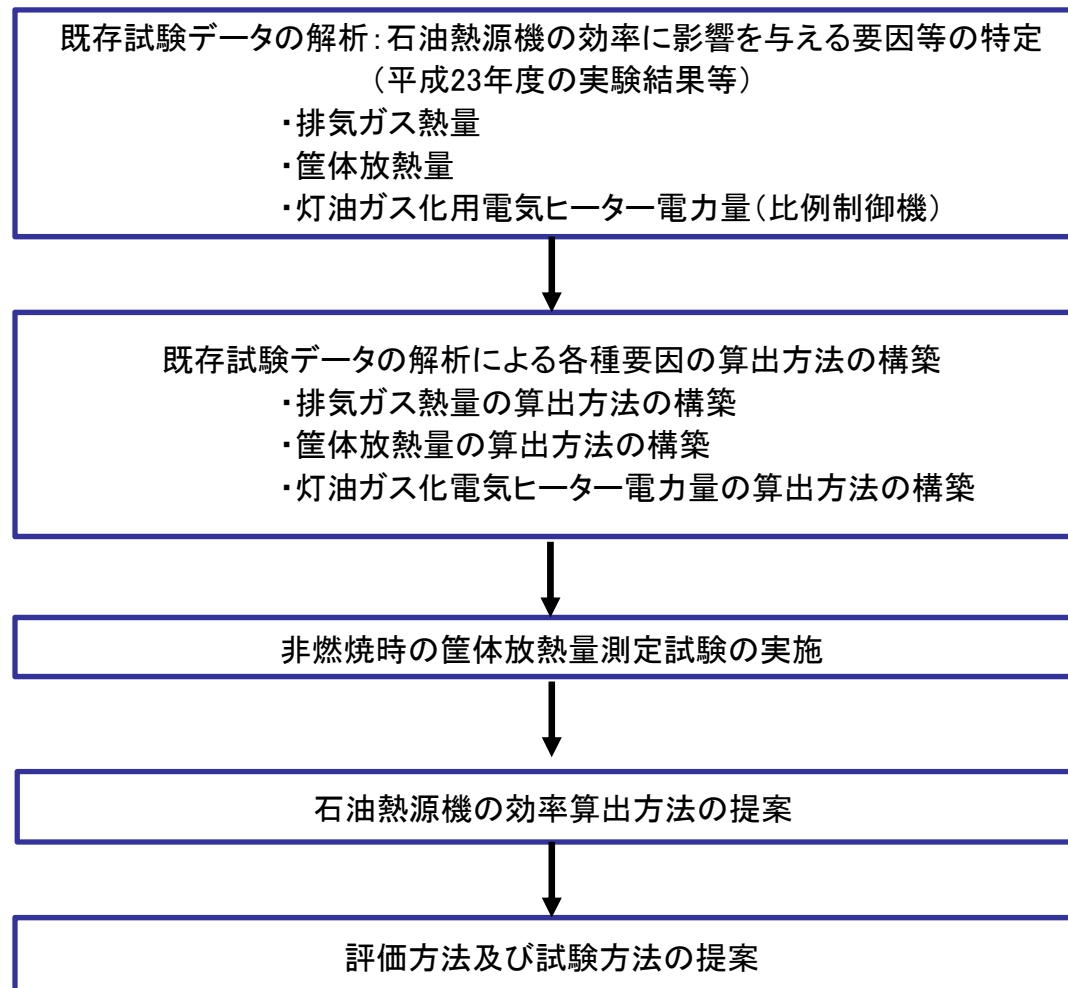 既存試験データの解析：石油熱源機の効率に影響を与える要因等の特定
（平成23年度の実験結果等）
・排気ガス熱量
・筐体放熱量
・灯油ガス化用電気ヒーター電力量（比例制御機）
既存試験データの解析による各種要因の算出方法の構築
・排気ガス熱量の算出方法の構築
・筐体放熱量の算出方法の構築
・灯油ガス化電気ヒーター電力量の算出方法の構築
非燃焼時の筐体放熱量測定試験の実施
石油熱源機の効率算出方法の提案
評価方法及び試験方法の提案